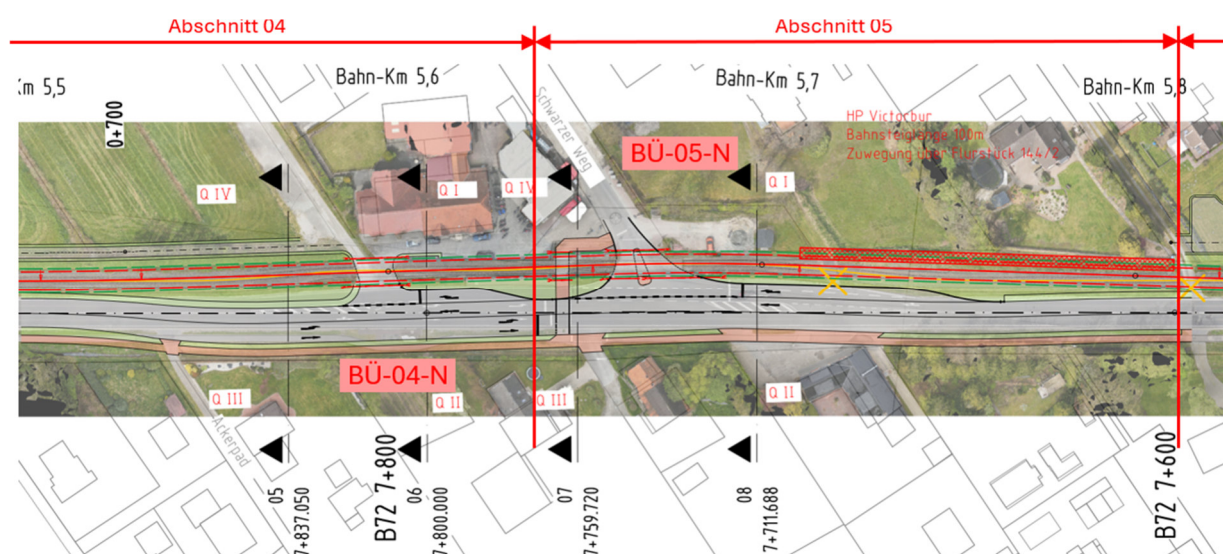 Abschnitt 04
Abschnitt 05
Km 5,5
Bahn-Km 5,6
Bahn-Km 5,7
Bahn-Km 5,8
0+700
Schwarzer Weg
HP Victorbur
Bahnsteiglänge 100m
Zuwegung über Flurstück 144/2
BÜ-05-N
Q IV
Q I
Q IV
Q I
BÜ-04-N
Q III
Q II
Q III
Q II
Ackerpad
05
7+837.050
B72 7+800
06
7+800.000
07
7+759.720
08
7+711.688
B72 7+600